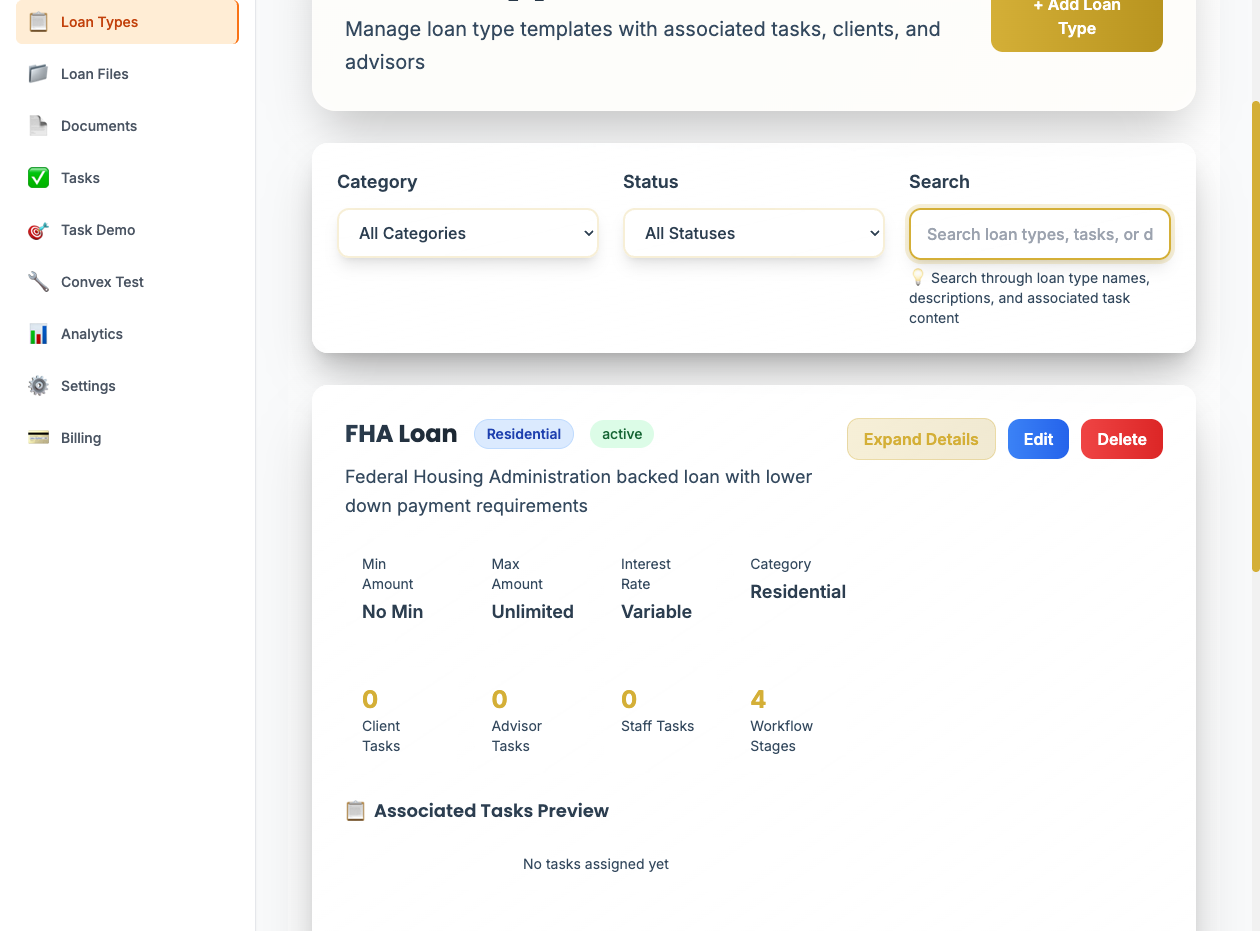 Loan Types
Loan Files
Documents
Tasks
Task Demo
Convex Test
Analytics
Settings
Billing
Manage loan type templates with associated tasks, clients, and
advisors
+ Add Loan
Type
Category
All Categories
Status
All Statuses
Search
Search loan types, tasks, or d
💡 Search through loan type names,
descriptions, and associated task
content
FHA Loan
Residential
active
Expand Details
Edit
Delete
Federal Housing Administration backed loan with lower
down payment requirements
Min
Amount
No Min
Max
Amount
Unlimited
Interest
Rate
Variable
Category
Residential
0
Client
Tasks
0
Advisor
Tasks
0
Staff Tasks
4
Workflow
Stages
📋 Associated Tasks Preview
No tasks assigned yet